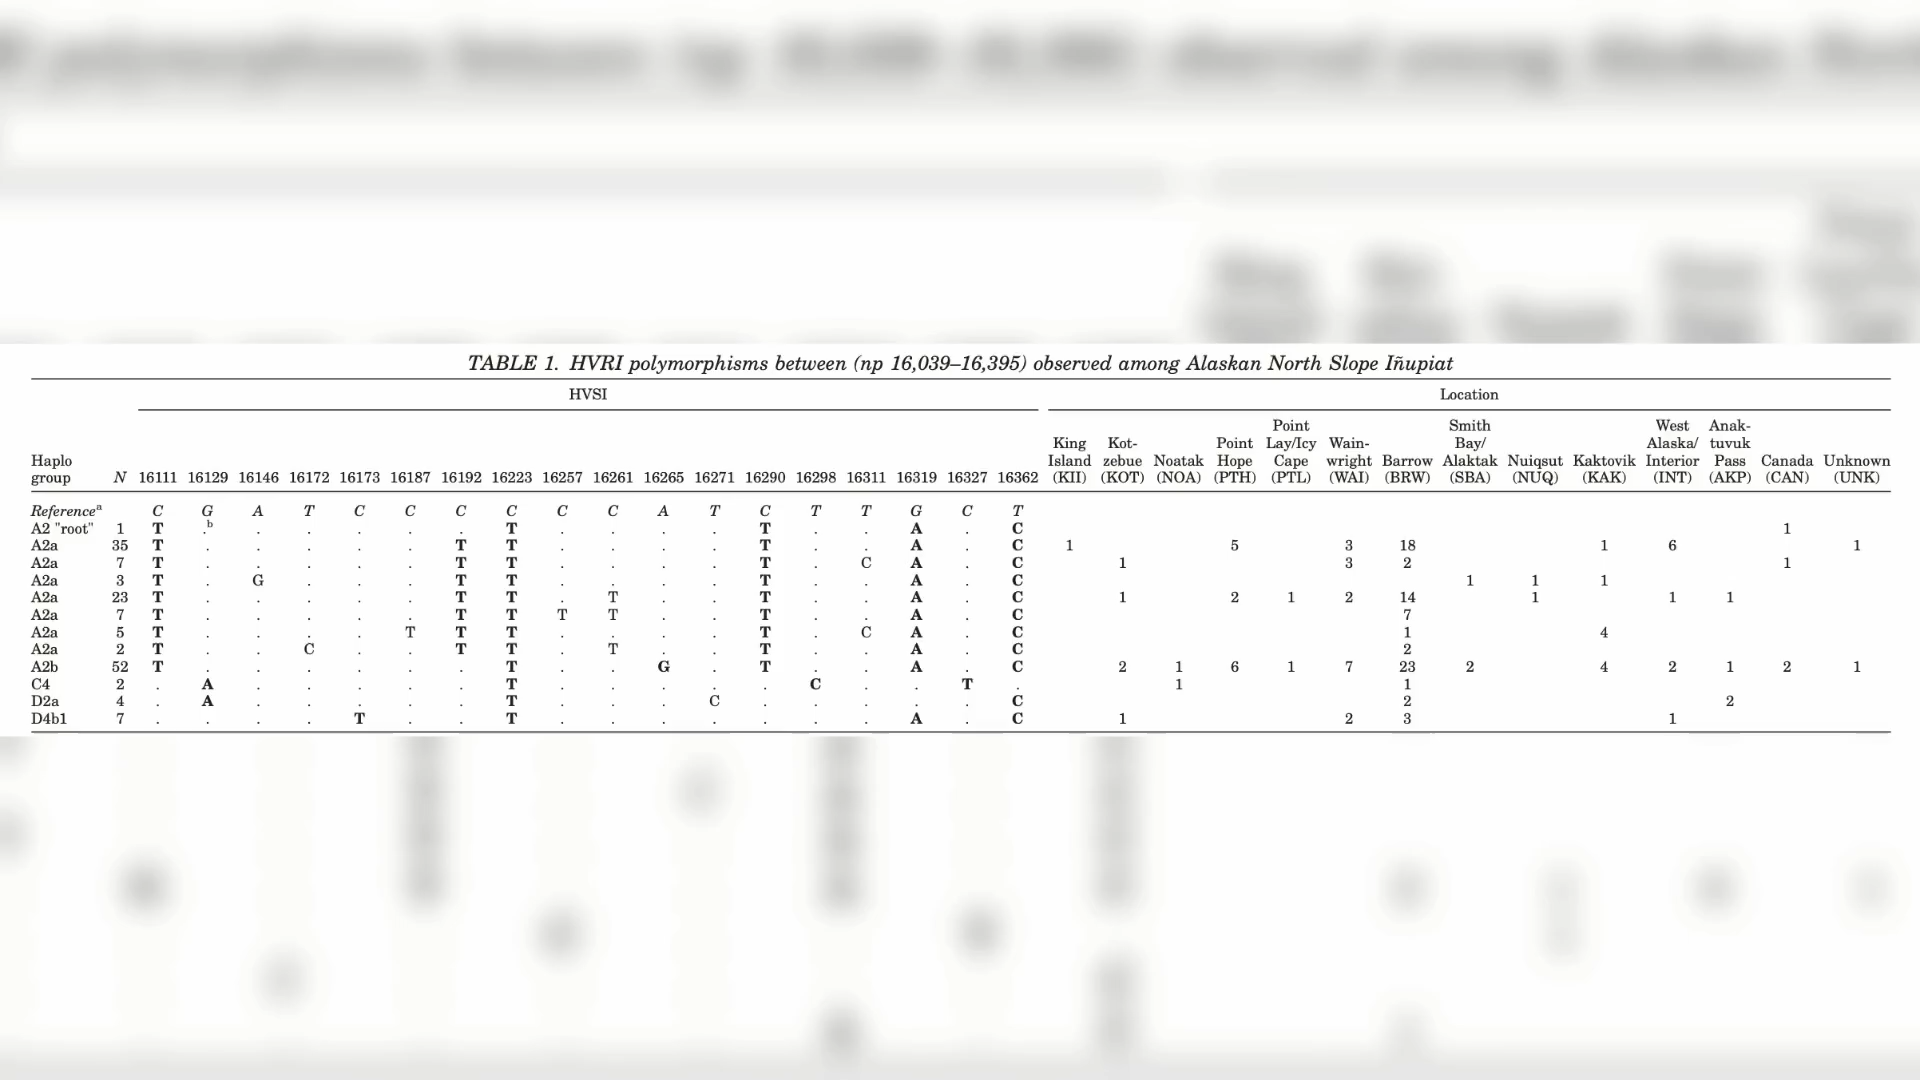 TABLE 1. HVRI polymorphisms between (np 16,039–16,395) observed among Alaskan North Slope Iñupiat
HVSI Location
Haplo group N 16111 16129 16146 16172 16173 16187 16192 16223 16257 16261 16265 16271 16290 16298 16311 16319 16327 16362 King Island (KII) Kot-zebue (KOT) Noatak (NOA) Point Hope (PTH) Point Lay/Icy Cape (PTL) Wain-wright (WAI) Barrow (BRW) Smith Bay/ Alaktak (SBA) Nuiqsut (NUQ) Kaktovik (KAK) West Alaska/ Interior (INT) Anak-tuvuk Pass (AKP) Canada (CAN) Unknown (UNK)
Referenceᵃ C G A T C C C C C C A T C T T G C T
A2 "root" 1 T .ᵇ . . . . . T . . . . T . . A . C 1
A2a 35 T . . . . . T T . . . . T . . A . C 1 5 3 18 1 6 1
A2a 7 T . . . . . T T . . . . T . C A . C 1 3 2 1
A2a 3 T . G . . . T T . . . . T . . A . C 1 1 1
A2a 23 T . . . . . T T . T . . T . . A . C 1 2 1 2 14 1 1 1
A2a 7 T . . . . . T T T T . . T . . A . C 7
A2a 5 T . . . . T T T . . . . T . C A . C 1 4
A2a 2 T . . C . . T T . T . . T . . A . C 2
A2b 52 T . . . . . . T . . G . T . . A . C 2 1 6 1 7 23 2 4 2 1 2 1
C4 2 . A . . . . . T . . . . . C . . T . 1 1
D2a 4 . A . . . . . T . . . C . . . . . C 2 2
D4b1 7 . . . . T . . T . . . . . . . A . C 1 2 3 1